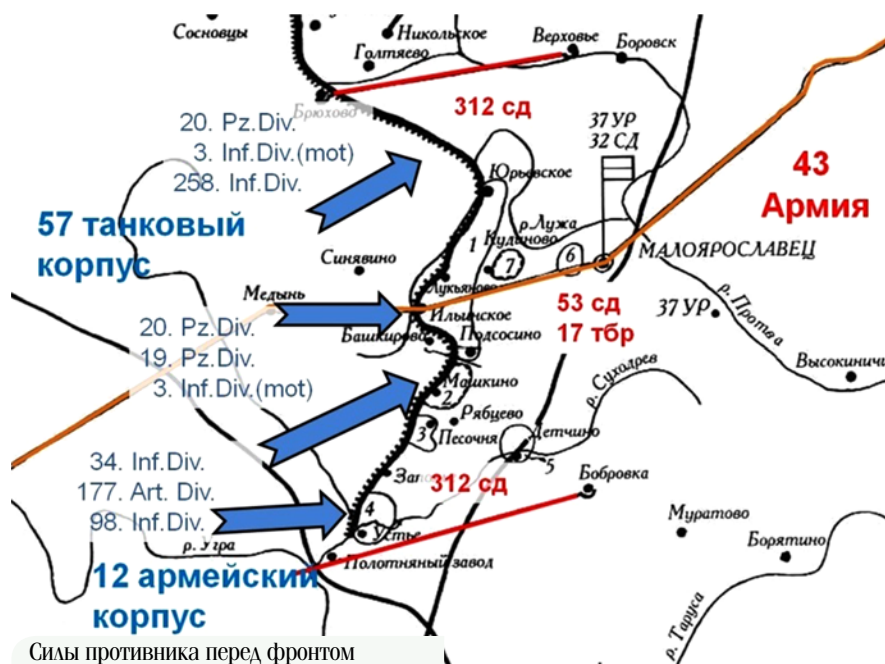 Сосновцы
Никольское
Голтяево
Верховье
Боровск
Брюхово
312 сд
37 УР
32 СД
43
Армия
20. Pz.Div.
3. Inf.Div.(mot)
258. Inf.Div.
57 танковый
корпус
Юрьевское
р.Лужа
1
Кудиново
7
6
МАЛОЯРОСЛАВЕЦ
Синявино
Лукьяново
Медынь
Ильинское
53 сд
17 тбр
37 УР
р. Протва
Башкирово
Подсосино
20. Pz.Div.
19. Pz.Div.
3. Inf.Div.(mot)
Высокиничи
р. Суходрев
Машкино
2
Рябцево
3
Песочня
Детчино
5
34. Inf.Div.
177. Art. Div.
98. Inf.Div.
312 сд
Бобровка
4
Устье
Муратово
Борятино
р. Угра
Полотняный завод
12 армейский
корпус
р. Таруса
Силы противника перед фронтом